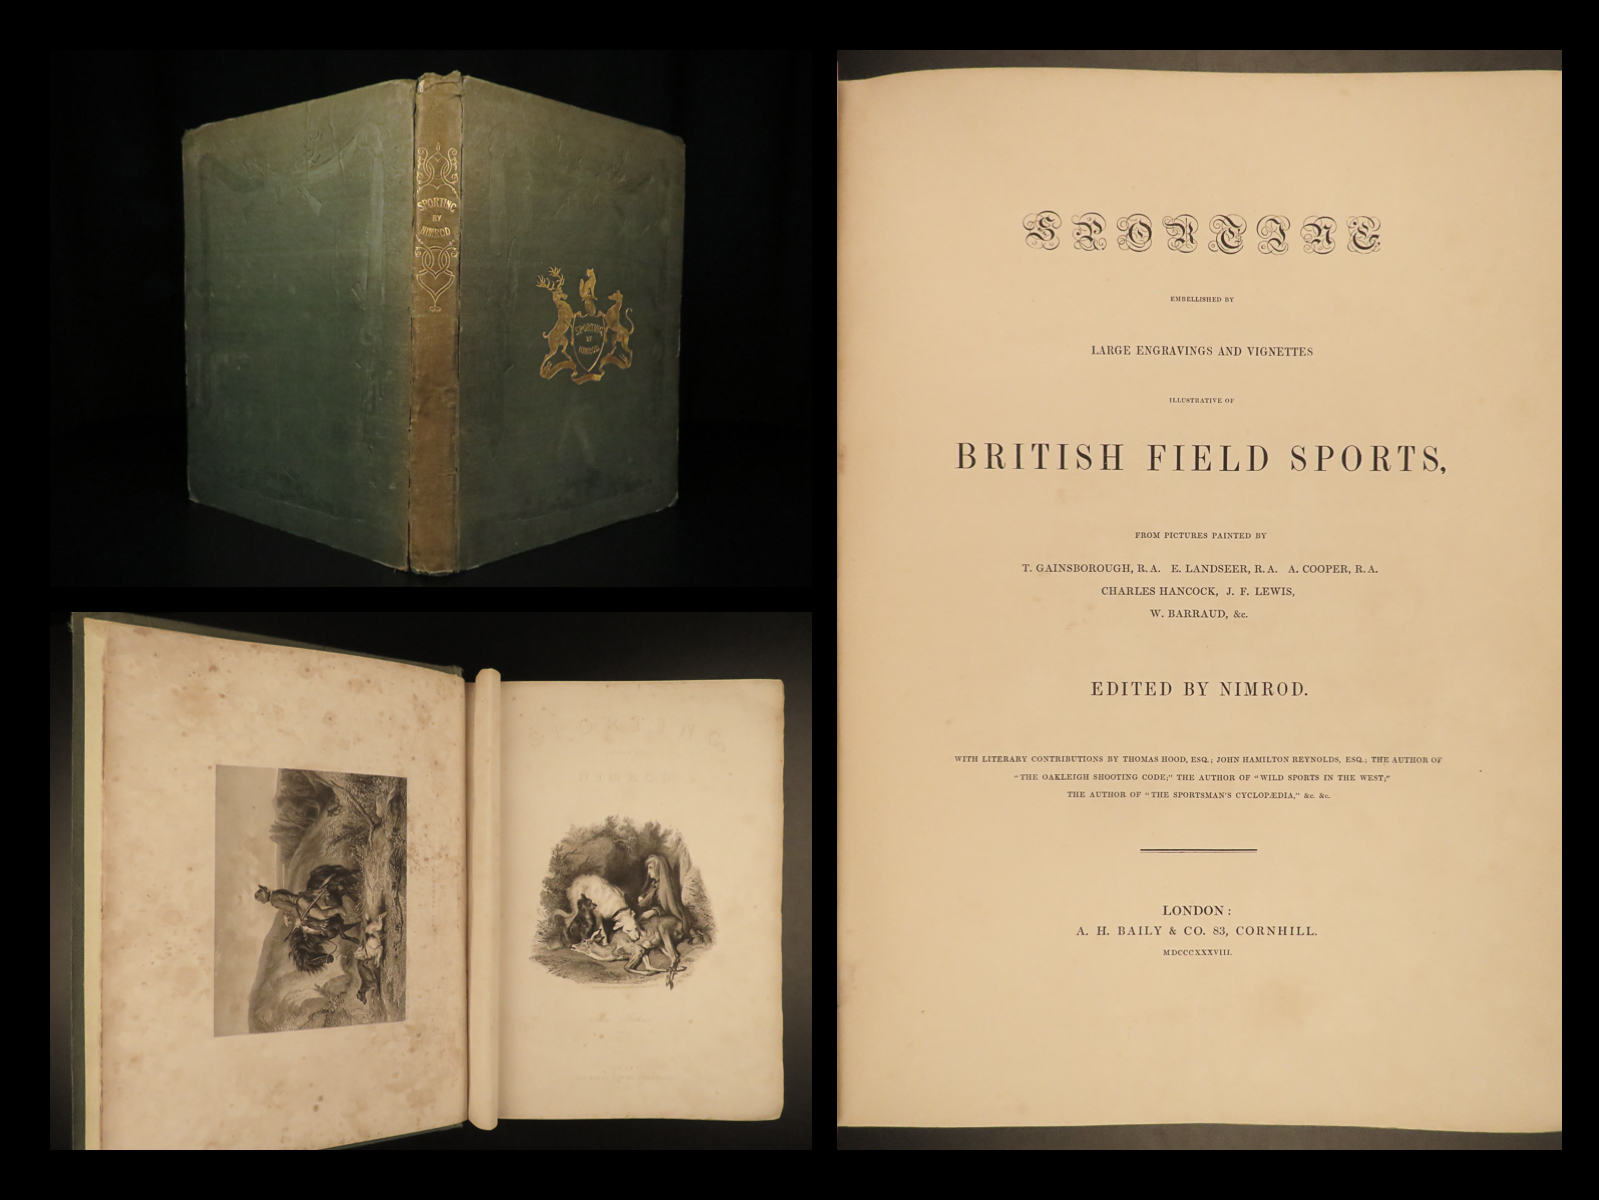 SPORTING
BY
NIMROD
SPORTING
BY
NIMROD
SPORTING
EMBELLISHED BY
LARGE ENGRAVINGS AND VIGNETTES
ILLUSTRATIVE OF
BRITISH FIELD SPORTS,
FROM PICTURES PAINTED BY
T. GAINSBOROUGH, R.A. E. LANDSEER, R.A. A. COOPER, R.A.
CHARLES HANCOCK, J. F. LEWIS,
W. BARRAUD, &c.
EDITED BY NIMROD.
WITH LITERARY CONTRIBUTIONS BY THOMAS HOOD, ESQ.; JOHN HAMILTON REYNOLDS, ESQ.; THE AUTHOR OF
"THE OAKLEIGH SHOOTING CODE;" THE AUTHOR OF "WILD SPORTS IN THE WEST;"
THE AUTHOR OF "THE SPORTSMAN'S CYCLOPÆDIA," &c. &c.
LONDON:
A. H. BAILY & CO. 83, CORNHILL.
MDCCCXXXVIII.